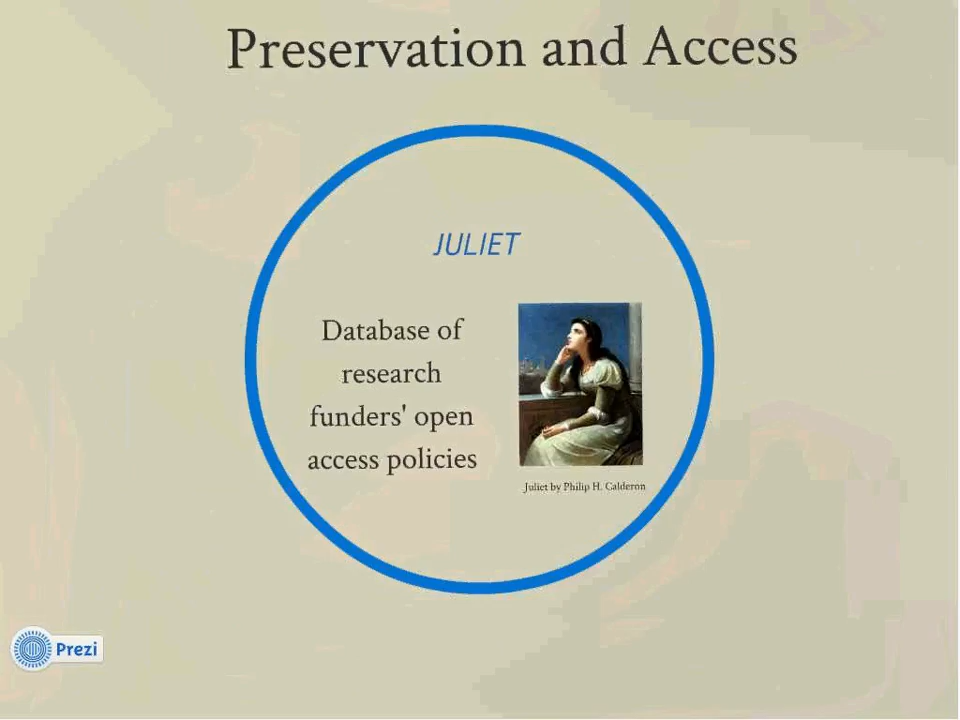 Preservation and Access
JULIET
Database of
research
funders' open
access policies
Juliet by Philip H. Calderon
Prezi